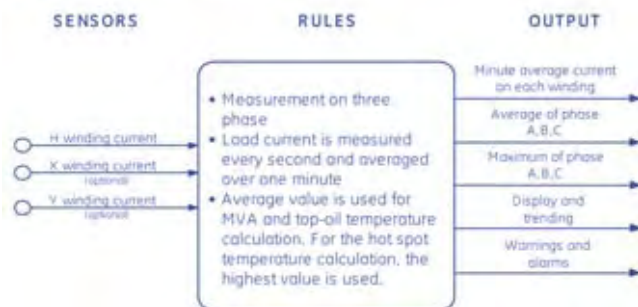 SENSORS
RULES
OUTPUT
H winding current
X winding current
(optional)
Y winding current
(optional)
• Measurement on three
phase
• Load current is measured
every second and averaged
over one minute
• Average value is used for
MVA and top-oil temperature
calculation. For the hot spot
temperature calculation, the
highest value is used.
Minute average current
on each winding
Average of phase
A,B,C
Maximum of phase
A,B,C
Display and
trending
Warnings and
alarms